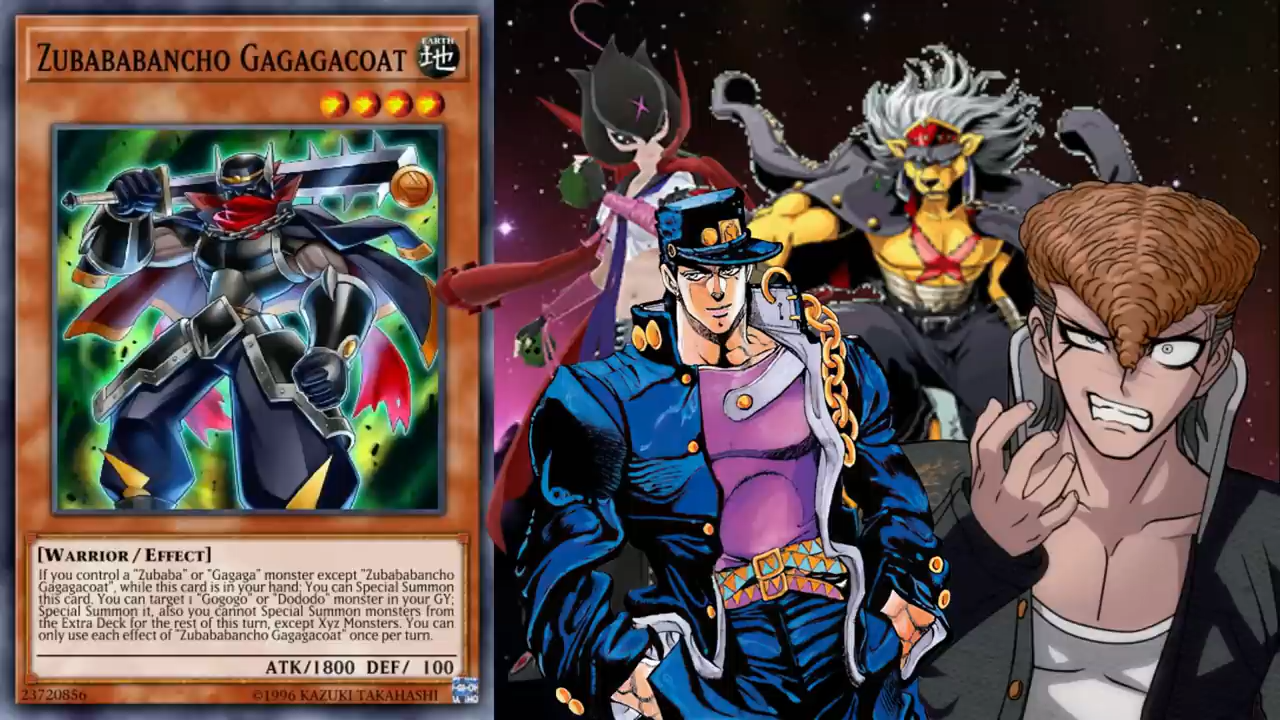 ZUBABABANCHO GAGAGACOAT
EARTH
地
[WARRIOR / EFFECT]
If you control a "Zubaba" or "Gagaga" monster except "Zubababancho
Gagagacoat", while this card is in your hand: You can Special Summon
this card. You can target 1 "Gogogo" or "Dododo" monster in your GY;
Special Summon it, also you cannot Special Summon monsters from
the Extra Deck for the rest of this turn, except Xyz Monsters. You can
only use each effect of "Zubababancho Gagagacoat" once per turn.
ATK/1800 DEF/ 100
23720856
©1996 KAZUKI TAKAHASHI